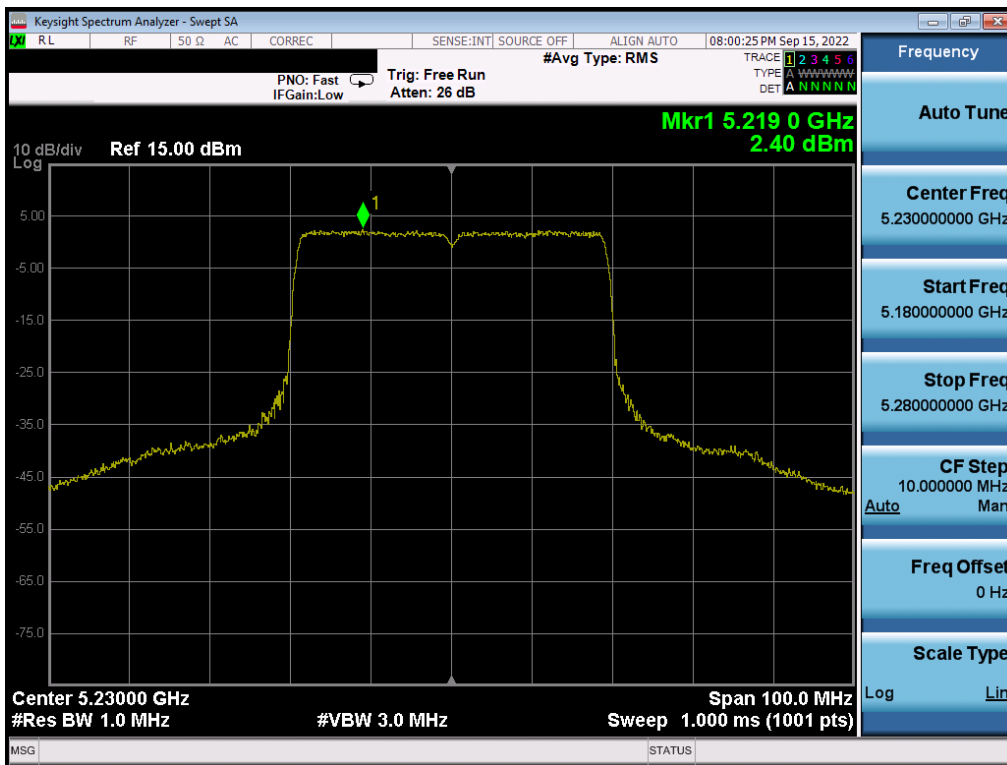 Keysight Spectrum Analyzer - Swept SA
LXI RL RF 50 Ω AC CORREC SENSE:INT SOURCE OFF ALIGN AUTO 08:00:25 PM Sep 15, 2022
#Avg Type: RMS
TRACE 1 2 3 4 5 6
PNO: Fast Trig: Free Run TYPE A WWWWW
IFGain:Low Atten: 26 dB DET A N N N N N
Mkr1 5.219 0 GHz
2.40 dBm
10 dB/div Ref 15.00 dBm
Log
1
5.00
-5.00
-15.0
-25.0
-35.0
-45.0
-55.0
-65.0
-75.0
Center 5.23000 GHz Span 100.0 MHz
#Res BW 1.0 MHz #VBW 3.0 MHz Sweep 1.000 ms (1001 pts)
MSG STATUS
Frequency
Auto Tune
Center Freq
5.230000000 GHz
Start Freq
5.180000000 GHz
Stop Freq
5.280000000 GHz
CF Step
10.000000 MHz
Auto Man
Freq Offset
0 Hz
Scale Type
Log Lin